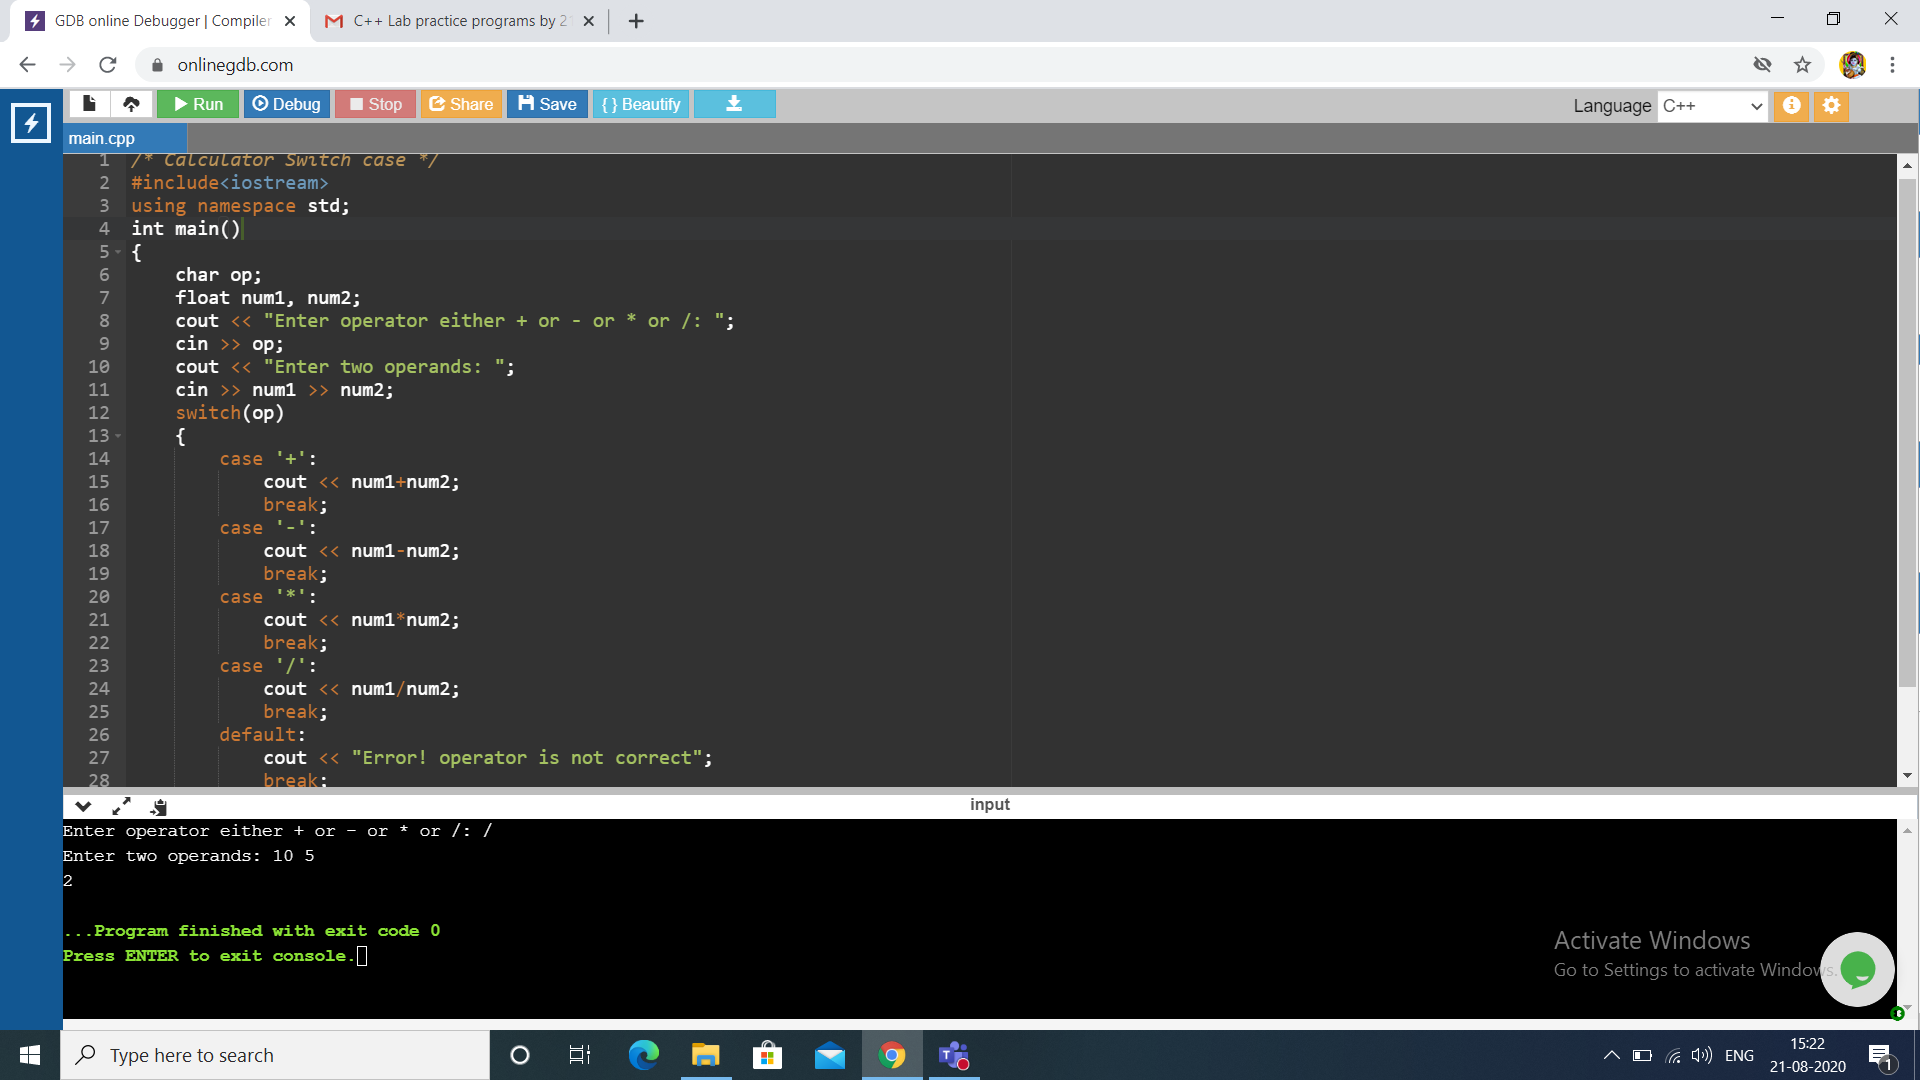 GDB online Debugger | Compiler
C++ Lab practice programs by 2
onlinegdb.com
Run Debug Stop Share Save { } Beautify
Language C++
main.cpp
1 /* Calculator Switch case */
2 #include<iostream>
3 using namespace std;
4 int main()
5 {
6 char op;
7 float num1, num2;
8 cout << "Enter operator either + or - or * or /: ";
9 cin >> op;
10 cout << "Enter two operands: ";
11 cin >> num1 >> num2;
12 switch(op)
13 {
14 case '+':
15 cout << num1+num2;
16 break;
17 case '-':
18 cout << num1-num2;
19 break;
20 case '*':
21 cout << num1*num2;
22 break;
23 case '/':
24 cout << num1/num2;
25 break;
26 default:
27 cout << "Error! operator is not correct";
28 break;
input
Enter operator either + or - or * or /: /
Enter two operands: 10 5
2
...Program finished with exit code 0
Press ENTER to exit console.
Activate Windows
Go to Settings to activate Windows.
Type here to search
ENG
15:22
21-08-2020
1